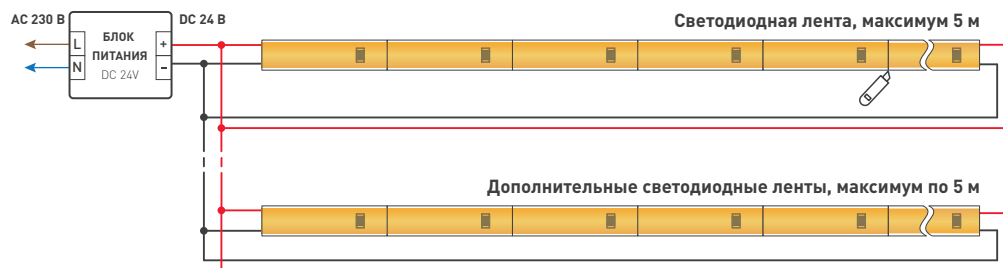 AC 230 В
DC 24 В
Светодиодная лента, максимум 5 м
L
БЛОК
ПИТАНИЯ
+
N
DC 24V
–
Дополнительные светодиодные ленты, максимум по 5 м